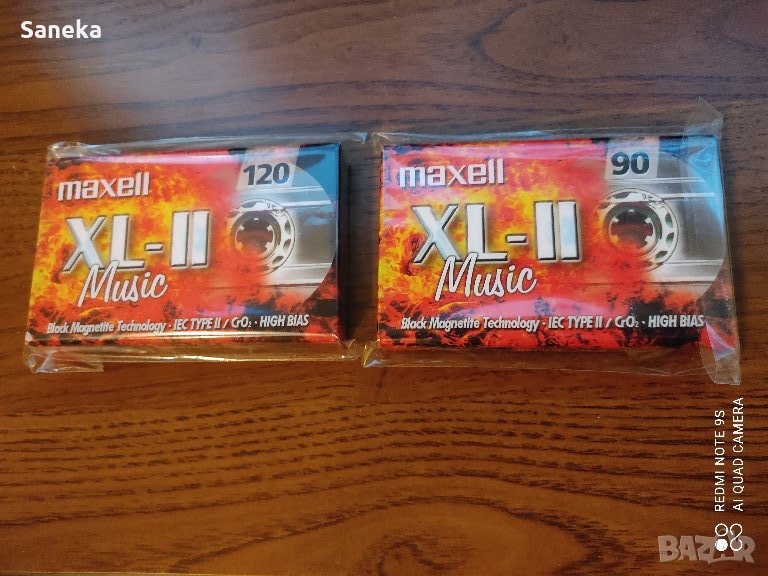 Saneka
maxell
120
XL-II
Music
Black Magnetite Technology · IEC TYPE II / CrO₂ · HIGH BIAS
maxell
90
XL-II
Music
Black Magnetite Technology · IEC TYPE II / CrO₂ · HIGH BIAS
REDMI NOTE 9S
AI QUAD CAMERA
BAZAR